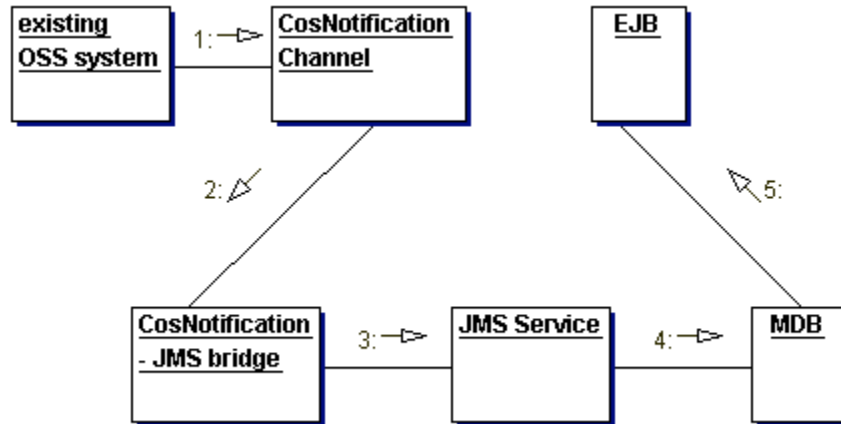 existing
OSS system
1:
CosNotification
Channel
EJB
2:
5:
CosNotification
- JMS bridge
3:
JMS Service
4:
MDB